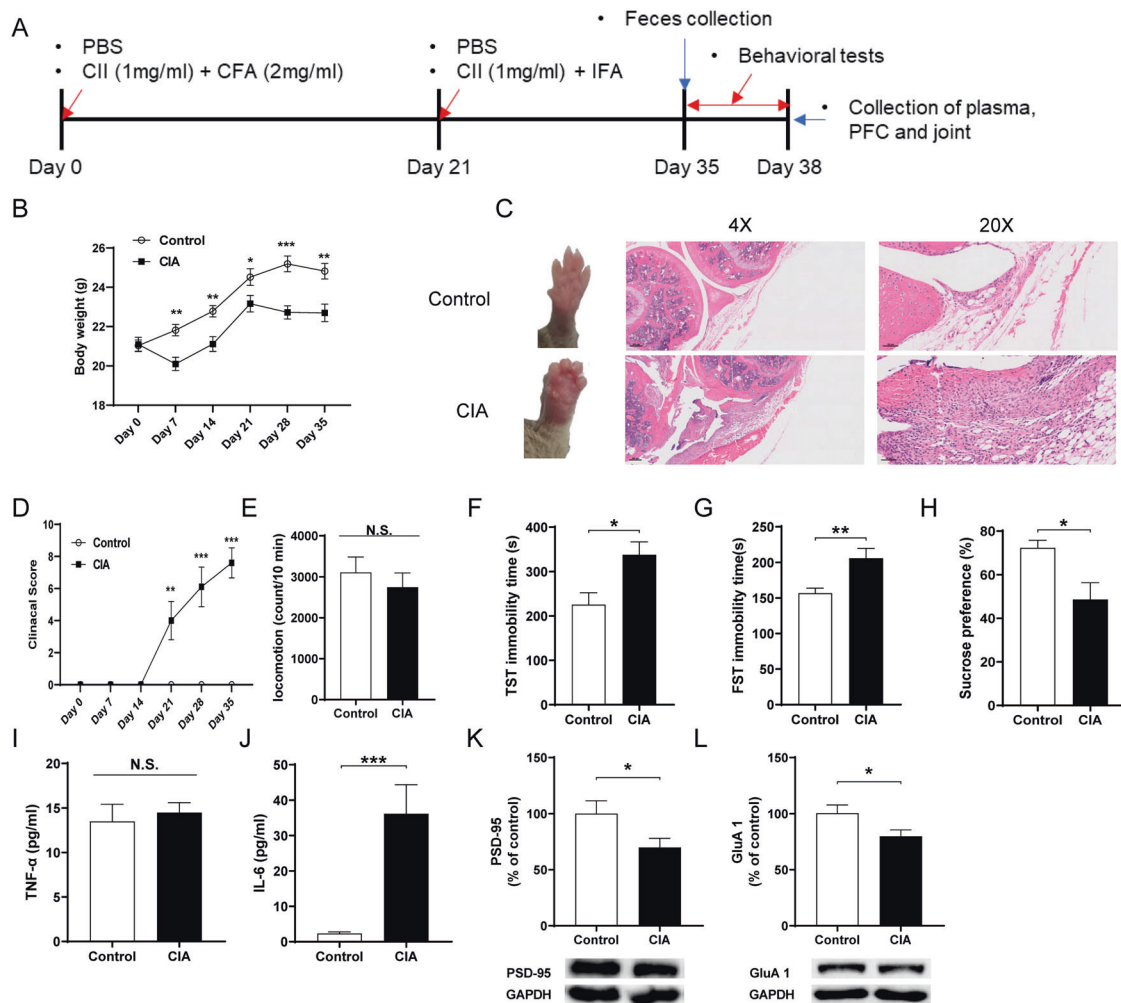 A
• PBS
• CII (1mg/ml) + CFA (2mg/ml)
• PBS
• CII (1mg/ml) + IFA
• Feces collection
• Behavioral tests
• Collection of plasma,
PFC and joint
Day 0
Day 21
Day 35
Day 38
B
Control
CIA
Body weight (g)
26
24
22
20
18
**
**
*
***
**
Day 0
Day 7
Day 14
Day 21
Day 28
Day 35
C
4X
20X
Control
CIA
D
Control
CIA
Clinacal Score
10
8
6
4
2
0
**
***
***
Day 0
Day 7
Day 14
Day 21
Day 28
Day 35
E
N.S.
locomotion (count/10 min)
4000
3000
2000
1000
0
Control
CIA
F
*
TST immobility time (s)
400
300
200
100
0
Control
CIA
G
**
FST immobility time(s)
250
200
150
100
50
0
Control
CIA
H
*
Sucrose preference (%)
80
60
40
20
0
Control
CIA
I
N.S.
TNF-α (pg/ml)
20
15
10
5
0
Control
CIA
J
***
IL-6 (pg/ml)
50
40
30
20
10
0
Control
CIA
K
*
PSD-95
(% of control)
150
100
50
0
Control
CIA
PSD-95
GAPDH
L
*
GluA 1
(% of control)
150
100
50
0
Control
CIA
GluA 1
GAPDH